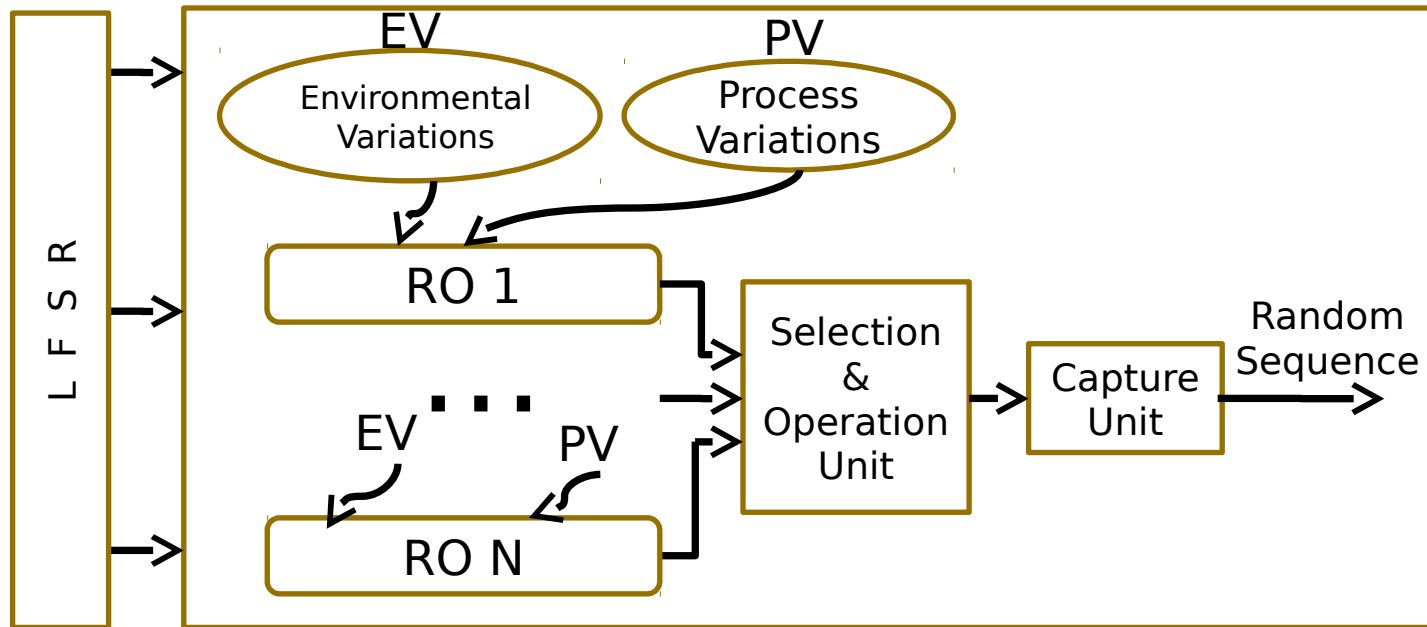 L F S R
EV
PV
Environmental
Variations
Process
Variations
RO 1
...
EV
PV
RO N
Selection
&
Operation
Unit
Capture
Unit
Random
Sequence